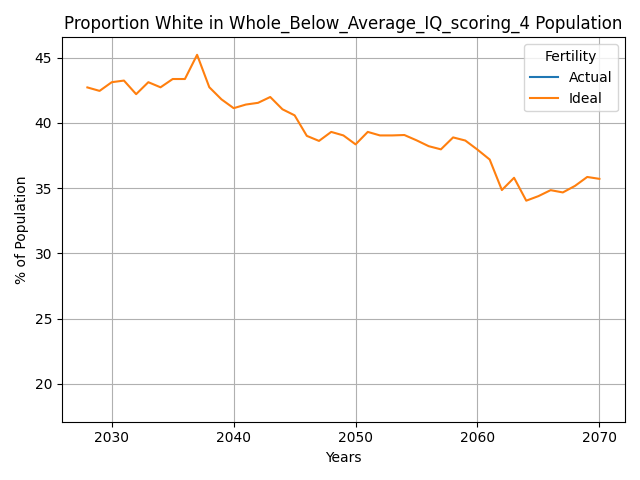 Proportion White in Whole_Below_Average_IQ_scoring_4 Population
Fertility
Actual
Ideal
% of Population
45
40
35
30
25
20
2030 2040 2050 2060 2070
Years